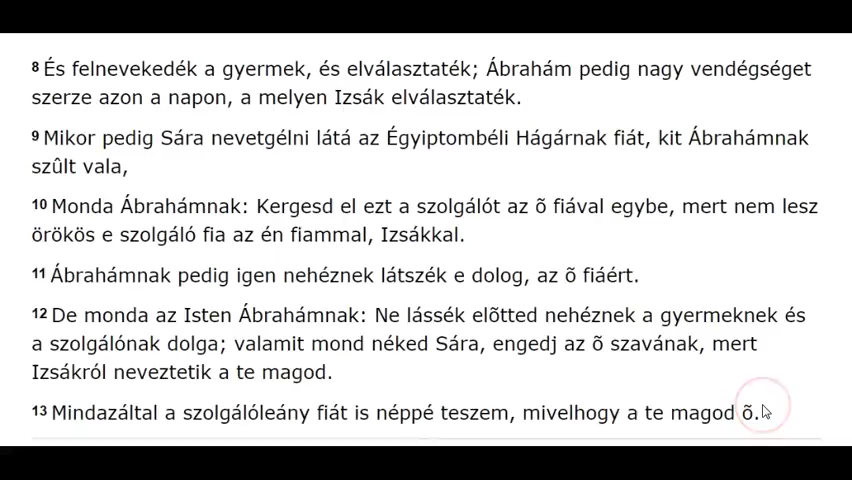 8 És felnevekedék a gyermek, és elválasztaték; Ábrahám pedig nagy vendégséget
szerze azon a napon, a melyen Izsák elválasztaték.
9 Mikor pedig Sára nevetgélni látá az Égyiptombéli Hágárnak fiát, kit Ábrahámnak
szûlt vala,
10 Monda Ábrahámnak: Kergesd el ezt a szolgálót az õ fiával egybe, mert nem lesz
örökös e szolgáló fia az én fiammal, Izsákkal.
11 Ábrahámnak pedig igen nehéznek látszék e dolog, az õ fiáért.
12 De monda az Isten Ábrahámnak: Ne lássék elõtted nehéznek a gyermeknek és
a szolgálónak dolga; valamit mond néked Sára, engedj az õ szavának, mert
Izsákról neveztetik a te magod.
13 Mindazáltal a szolgálóleány fiát is néppé teszem, mivelhogy a te magod õ.